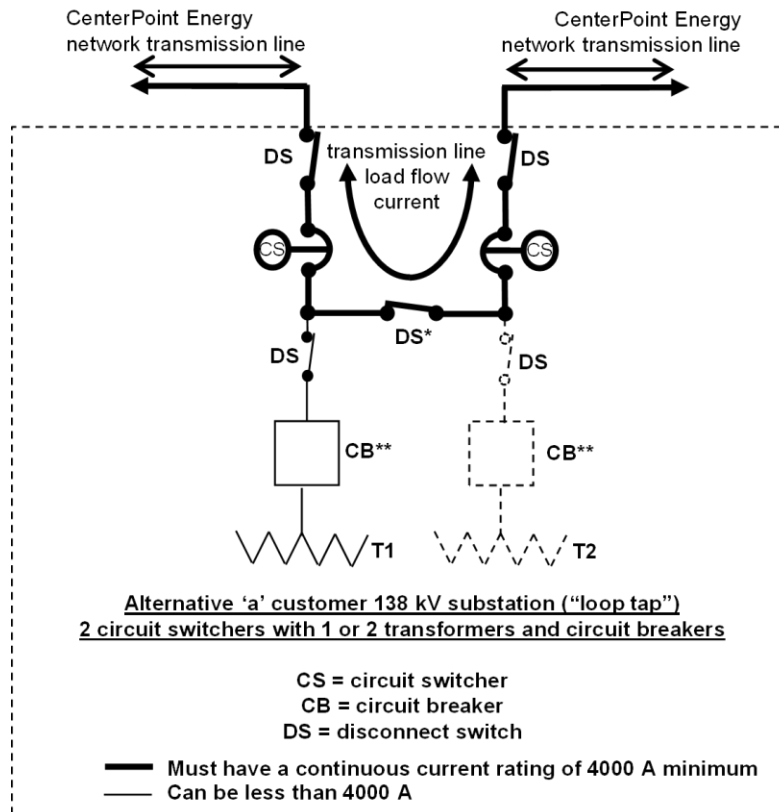 CenterPoint Energy
network transmission line
CenterPoint Energy
network transmission line
DS
transmission line
load flow
current
DS
CS
CS
DS*
DS
DS
CB**
CB**
T1
T2
Alternative ‘a’ customer 138 kV substation (“loop tap”)
2 circuit switchers with 1 or 2 transformers and circuit breakers
CS = circuit switcher
CB = circuit breaker
DS = disconnect switch
Must have a continuous current rating of 4000 A minimum
Can be less than 4000 A